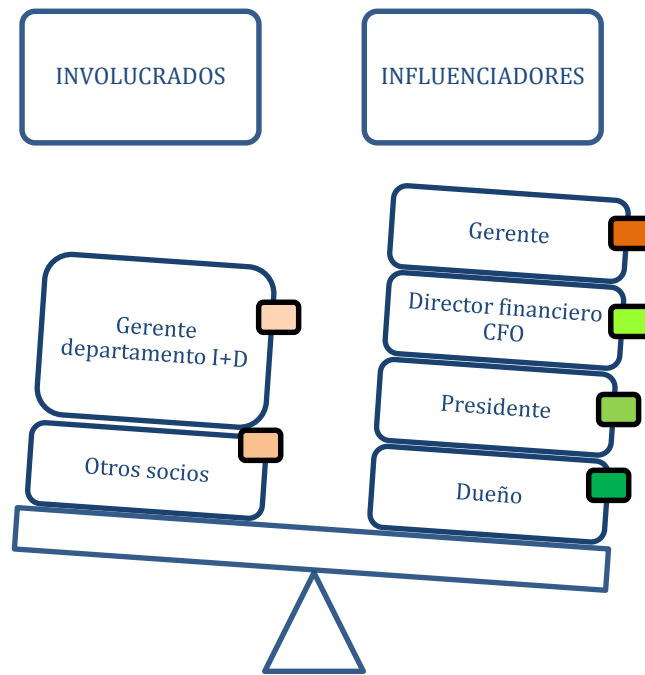 INVOLUCRADOS
INFLUENCIADORES
Gerente
departamento I+D
Otros socios
Gerente
Director financiero
CFO
Presidente
Dueño